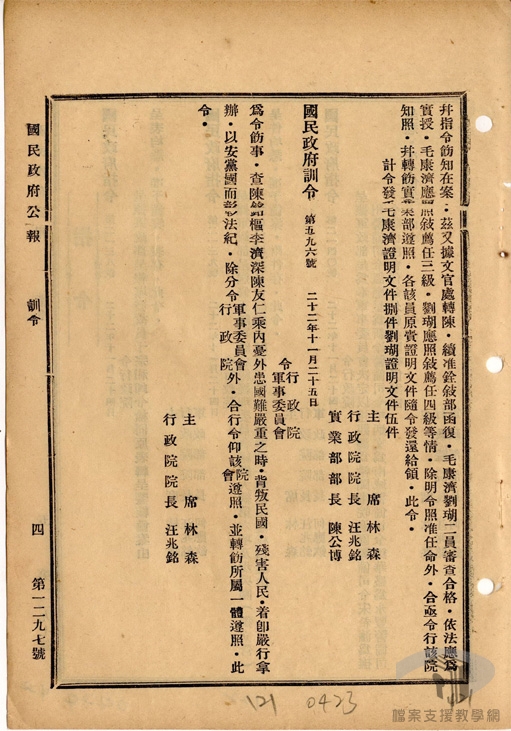 幷指令飭知在案‧茲又據文官處轉陳‧續准銓敍部函復‧毛康濟劉瑚二員審查合格‧依法應爲
實授‧毛康濟應照敍薦任三級‧劉瑚應照敍薦任四級等情‧除明令照准任命外‧合亟令行該院
知照‧幷轉飭實業部遵照‧各該員原賷證明文件隨令發還給領‧此令‧
計令發毛康濟證明文件捌件劉瑚證明文件伍件
主席林森
行政院院長汪兆銘
實業部部長陳公博
國民政府訓令 第五九六號 二十二年十一月二十五日
令行政院
軍事委員會
爲令飭事‧查陳銘樞李濟深陳友仁乘內憂外患國難嚴重之時‧背叛民國‧殘害人民‧着卽嚴行拿
辦‧以安黨國而彰法紀‧除分令軍事委員會行政院外‧合行令仰該院會遵照‧並轉飭所屬一體遵照‧此
令‧
主席林森
行政院院長汪兆銘
國民政府公報 訓令 四 第一二九七號
121 0423
121
檔案支援教學網